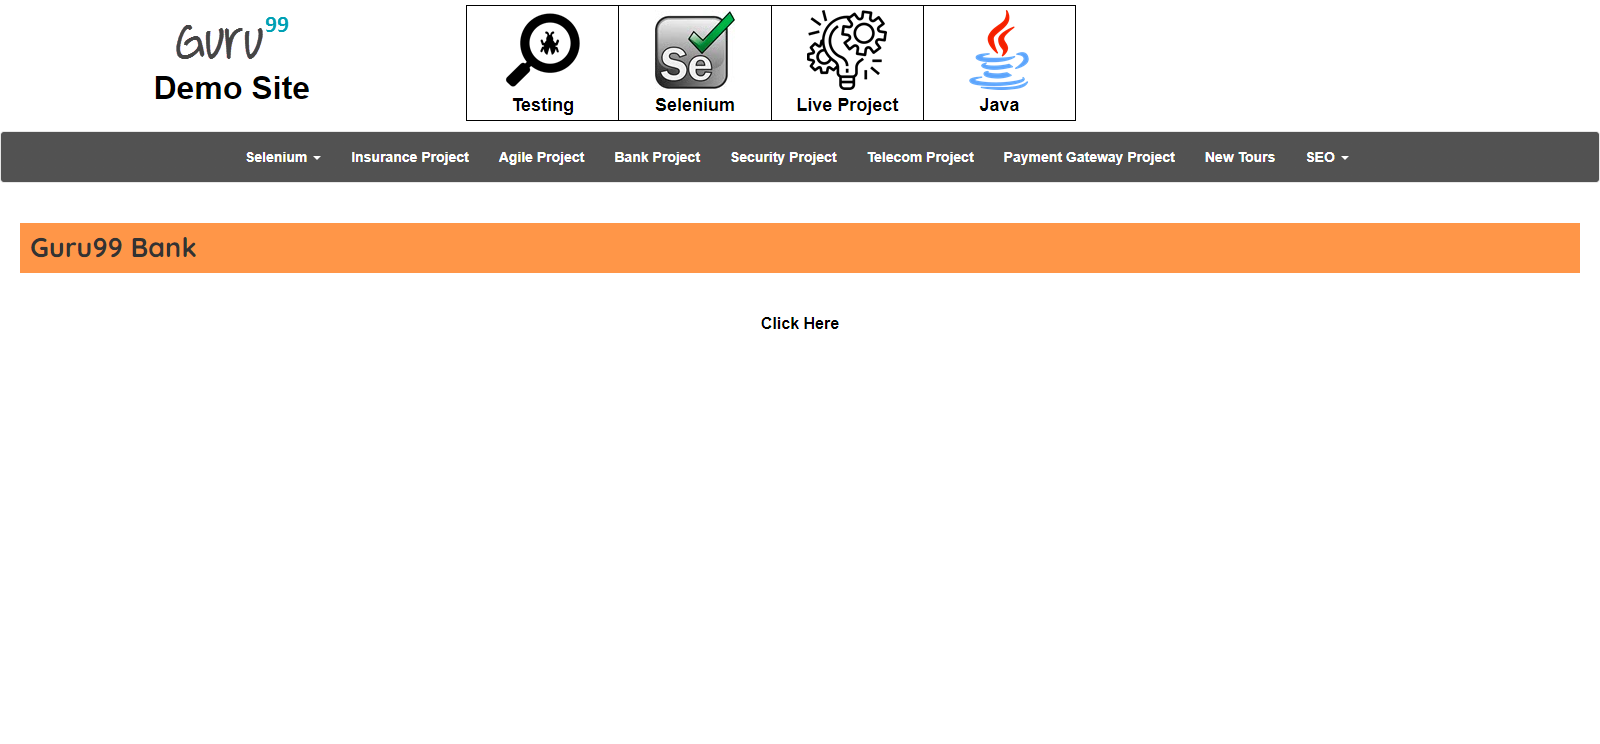 Guru99
Demo Site
Se
Testing
Selenium
Live Project
Java
Selenium
Insurance Project
Agile Project
Bank Project
Security Project
Telecom Project
Payment Gateway Project
New Tours
SEO
Guru99 Bank
Click Here